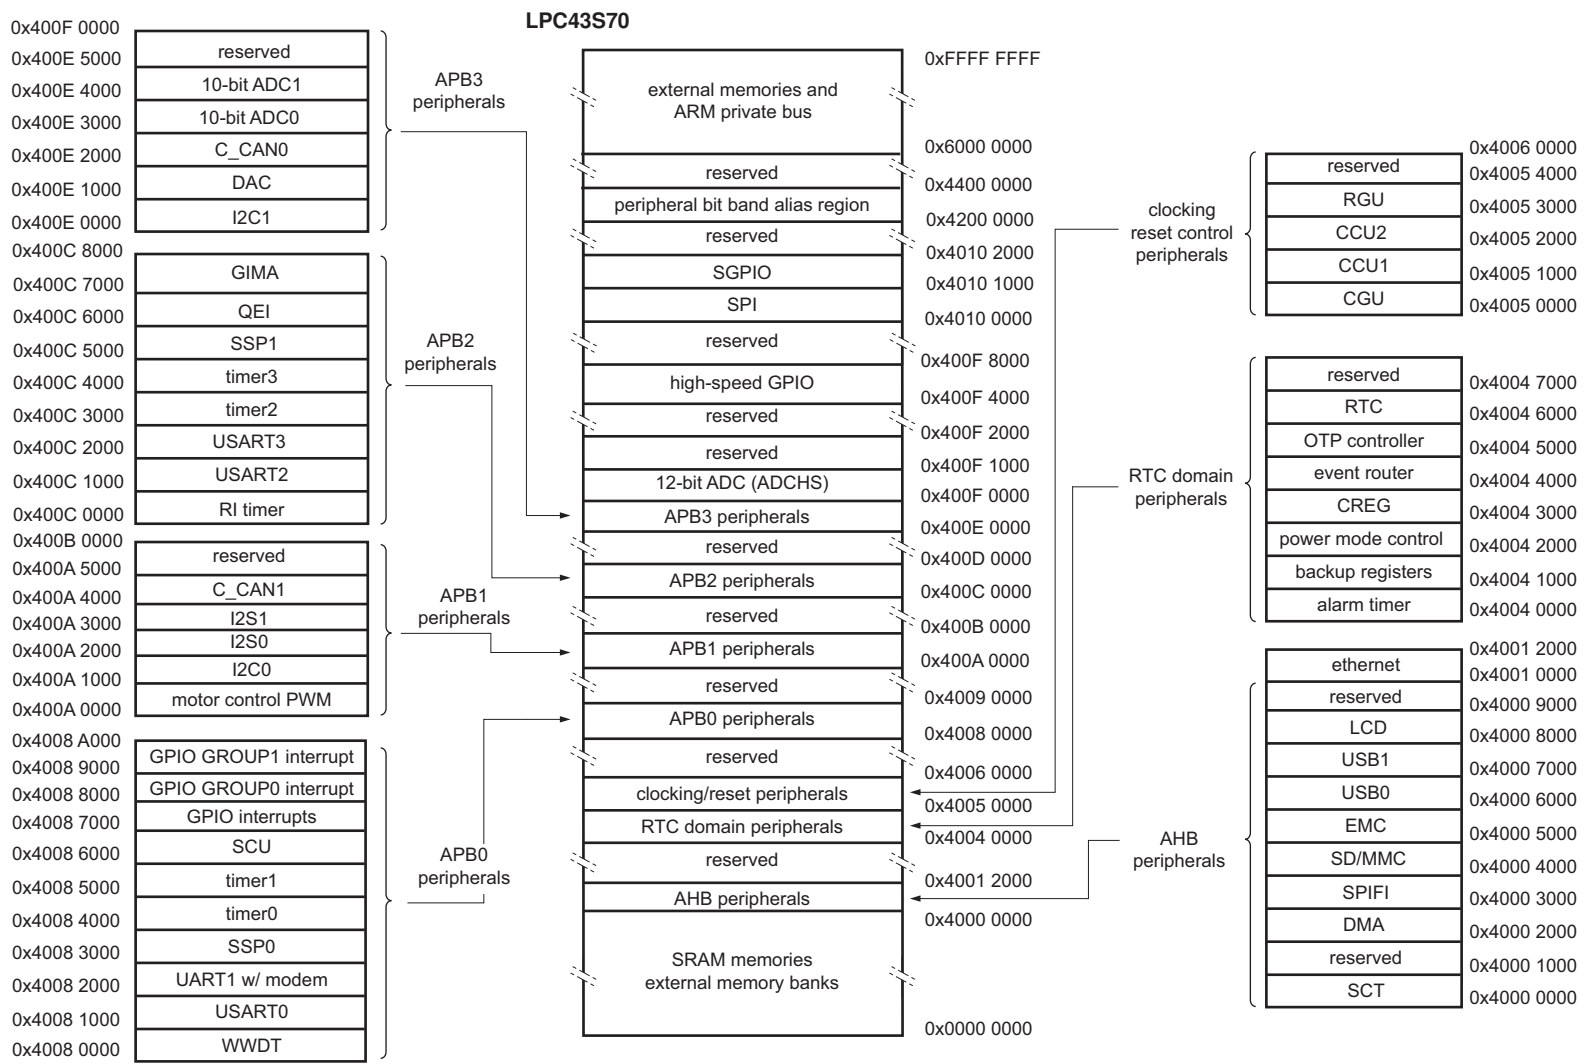 LPC43S70
0x400F 0000
reserved
0x400E 5000
10-bit ADC1
0x400E 4000
10-bit ADC0
0x400E 3000
C_CAN0
0x400E 2000
DAC
0x400E 1000
I2C1
0x400E 0000
APB3
peripherals
0x400C 8000
GIMA
0x400C 7000
QEI
0x400C 6000
SSP1
0x400C 5000
timer3
0x400C 4000
timer2
0x400C 3000
USART3
0x400C 2000
USART2
0x400C 1000
RI timer
0x400C 0000
APB2
peripherals
0x400B 0000
reserved
0x400A 5000
C_CAN1
0x400A 4000
I2S1
0x400A 3000
I2S0
0x400A 2000
I2C0
0x400A 1000
motor control PWM
0x400A 0000
APB1
peripherals
0x4008 A000
GPIO GROUP1 interrupt
0x4008 9000
GPIO GROUP0 interrupt
0x4008 8000
GPIO interrupts
0x4008 7000
SCU
0x4008 6000
timer1
0x4008 5000
timer0
0x4008 4000
SSP0
0x4008 3000
UART1 w/ modem
0x4008 2000
USART0
0x4008 1000
WWDT
0x4008 0000
APB0
peripherals
0xFFFF FFFF
external memories and
ARM private bus
0x6000 0000
reserved
0x4400 0000
peripheral bit band alias region
0x4200 0000
reserved
0x4010 2000
SGPIO
0x4010 1000
SPI
0x4010 0000
reserved
0x400F 8000
high-speed GPIO
0x400F 4000
reserved
0x400F 2000
reserved
0x400F 1000
12-bit ADC (ADCHS)
0x400F 0000
APB3 peripherals
0x400E 0000
reserved
0x400D 0000
APB2 peripherals
0x400C 0000
reserved
0x400B 0000
APB1 peripherals
0x400A 0000
reserved
0x4009 0000
APB0 peripherals
0x4008 0000
reserved
0x4006 0000
clocking/reset peripherals
0x4005 0000
RTC domain peripherals
0x4004 0000
reserved
0x4001 2000
AHB peripherals
0x4000 0000
SRAM memories
external memory banks
0x0000 0000
clocking
reset control
peripherals
0x4006 0000
reserved
0x4005 4000
RGU
0x4005 3000
CCU2
0x4005 2000
CCU1
0x4005 1000
CGU
0x4005 0000
RTC domain
peripherals
reserved
0x4004 7000
RTC
0x4004 6000
OTP controller
0x4004 5000
event router
0x4004 4000
CREG
0x4004 3000
power mode control
0x4004 2000
backup registers
0x4004 1000
alarm timer
0x4004 0000
AHB
peripherals
0x4001 2000
ethernet
0x4001 0000
reserved
0x4000 9000
LCD
0x4000 8000
USB1
0x4000 7000
USB0
0x4000 6000
EMC
0x4000 5000
SD/MMC
0x4000 4000
SPIFI
0x4000 3000
DMA
0x4000 2000
reserved
0x4000 1000
SCT
0x4000 0000